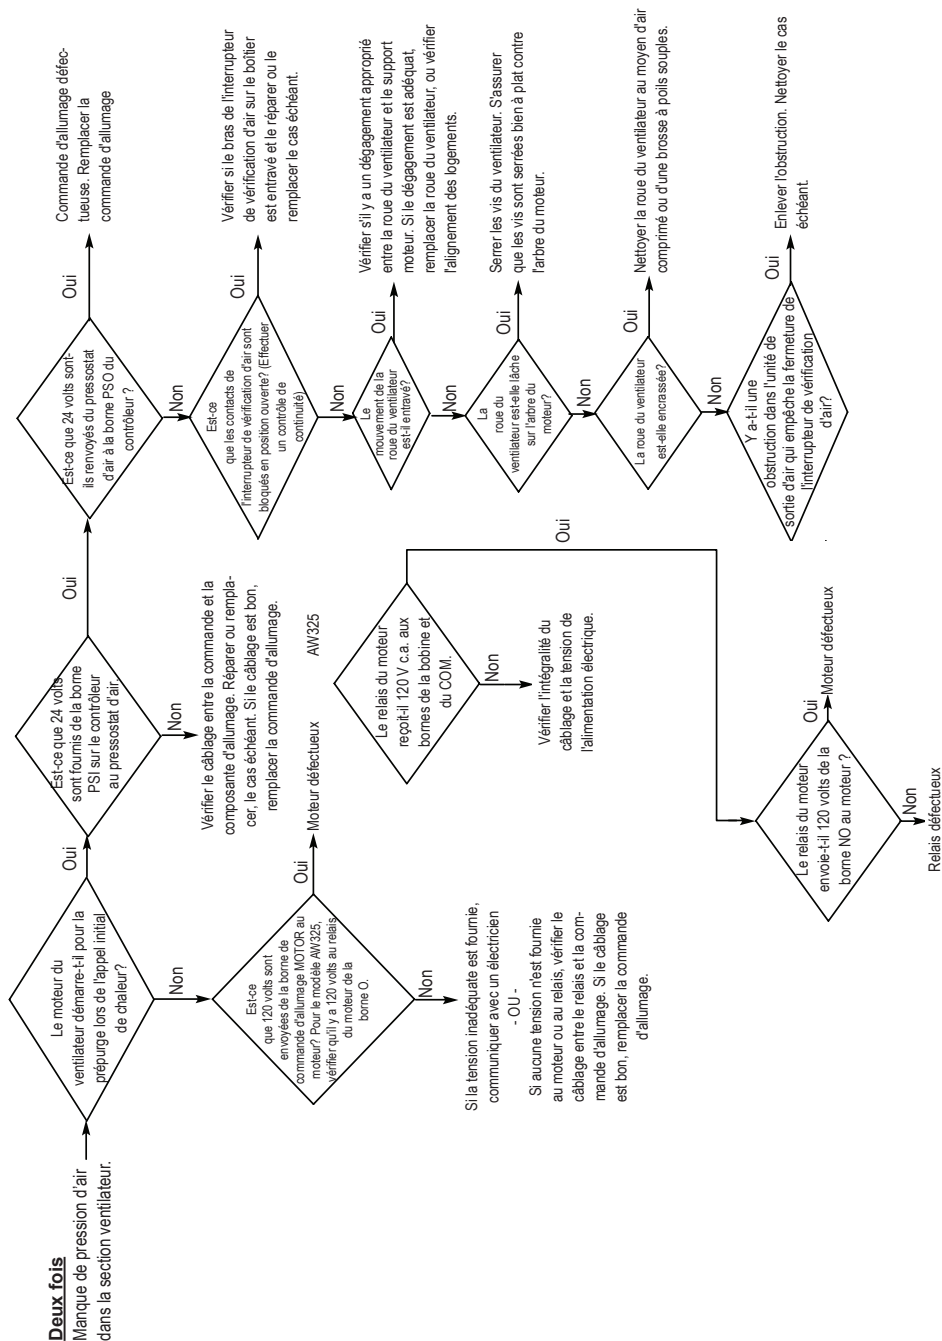 Deux fois
Manque de pression d'air
dans la section ventilateur.
Le moteur du
ventilateur démarre-t-il pour la
prépurge lors de l'appel initial
de chaleur?
Oui
Non
Est-ce que 24 volts
sont fournis de la borne
PSI sur le contrôleur
au pressostat d'air.
Oui
Non
Vérifier le câblage entre la commande et la
composante d'allumage. Réparer ou rempla-
cer, le cas échéant. Si le câblage est bon,
remplacer la commande d'allumage.
Est-ce que 24 volts sont-
ils renvoyés du pressostat
d'air à la borne PSO du
contrôleur ?
Oui
Commande d'allumage défec-
tueuse. Remplacer la
commande d'allumage
Non
Est-ce
que les contacts de
l'interrupteur de vérification d'air sont
bloqués en position ouverte? (Effectuer
un contrôle de
continuité)
Oui
Vérifier si le bras de l'interrupteur
de vérification d'air sur le boîtier
est entravé et le réparer ou le
remplacer le cas échéant.
Non
Le
mouvement de la
roue du ventilateur
est-il entravé?
Oui
Vérifier s'il y a un dégagement approprié
entre la roue du ventilateur et le support
moteur. Si le dégagement est adéquat,
remplacer la roue du ventilateur, ou vérifier
l'alignement des logements.
Non
La
roue du
ventilateur est-elle lâche
sur l'arbre du
moteur?
Oui
Serrer les vis du ventilateur. S'assurer
que les vis sont serrées bien à plat contre
l'arbre du moteur.
Non
La roue du ventilateur
est-elle encrassée?
Oui
Nettoyer la roue du ventilateur au moyen d'air
comprimé ou d'une brosse à poils souples.
Non
Y a-t-il une
obstruction dans l'unité de
sortie d'air qui empêche la fermeture de
l'interrupteur de vérification
d'air?
Oui
Enlever l'obstruction. Nettoyer le cas
échéant.
Est-ce
que 120 volts sont
envoyées de la borne de
commande d'allumage MOTOR au
moteur? Pour le modèle AW325,
vérifier qu'il y a 120 volts au relais
du moteur de la
borne O.
Oui
Moteur défectueux
Non
Si la tension inadéquate est fournie,
communiquer avec un électricien
- OU -
Si aucune tension n'est fournie
au moteur ou au relais, vérifier le
câblage entre le relais et la com-
mande d'allumage. Si le câblage
est bon, remplacer la commande
d'allumage.
AW325
Le relais du moteur
reçoit-il 120 V c.a. aux
bornes de la bobine et
du COM.
Oui
Non
Vérifier l'intégralité du
câblage et la tension de
l'alimentation électrique.
Le relais du moteur
envoie-t-il 120 volts de la
borne NO au moteur ?
Oui
Moteur défectueux
Non
Relais défectueux